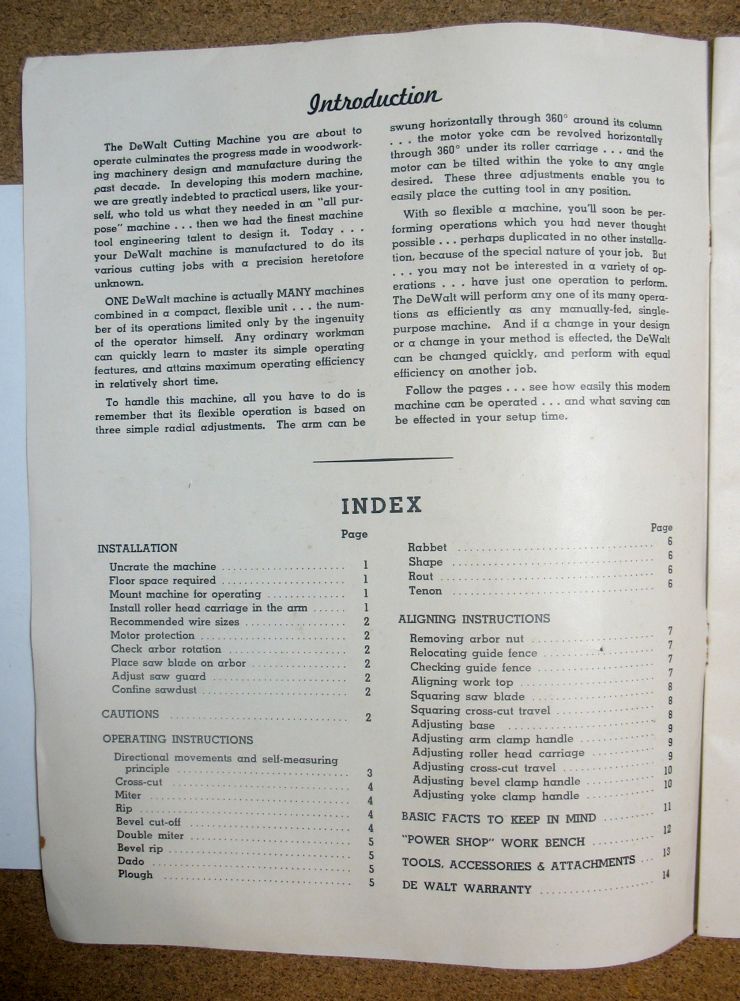 Introduction
The DeWalt Cutting Machine you are about to
operate culminates the progress made in woodwork-
ing machinery design and manufacture during the
past decade. In developing this modern machine,
we are greatly indebted to practical users, like your-
self, who told us what they needed in an "all pur-
pose" machine . . . then we had the finest machine
tool engineering talent to design it. Today . . .
your DeWalt machine is manufactured to do its
various cutting jobs with a precision heretofore
unknown.
ONE DeWalt machine is actually MANY machines
combined in a compact, flexible unit . . . the num-
ber of its operations limited only by the ingenuity
of the operator himself. Any ordinary workman
can quickly learn to master its simple operating
features, and attains maximum operating efficiency
in relatively short time.
To handle this machine, all you have to do is
remember that its flexible operation is based on
three simple radial adjustments. The arm can be
swung horizontally through 360° around its column
. . . the motor yoke can be revolved horizontally
through 360° under its roller carriage . . . and the
motor can be tilted within the yoke to any angle
desired. These three adjustments enable you to
easily place the cutting tool in any position.
With so flexible a machine, you'll soon be per-
forming operations which you had never thought
possible . . . perhaps duplicated in no other installa-
tion, because of the special nature of your job. But
. . . you may not be interested in a variety of op-
erations . . . have just one operation to perform.
The DeWalt will perform any one of its many opera-
tions as efficiently as any manually-fed, single-
purpose machine. And if a change in your design
or a change in your method is effected, the DeWalt
can be changed quickly, and perform with equal
efficiency on another job.
Follow the pages . . . see how easily this modern
machine can be operated . . . and what saving can
be effected in your setup time.
INDEX
Page
INSTALLATION
Uncrate the machine 1
Floor space required 1
Mount machine for operating 1
Install roller head carriage in the arm 1
Recommended wire sizes 2
Motor protection 2
Check arbor rotation 2
Place saw blade on arbor 2
Adjust saw guard 2
Confine sawdust 2
CAUTIONS 2
OPERATING INSTRUCTIONS
Directional movements and self-measuring
principle 3
Cross-cut 4
Miter 4
Rip 4
Bevel cut-off 4
Double miter 5
Bevel rip 5
Dado 5
Plough 5
Page
Rabbet 6
Shape 6
Rout 6
Tenon 6
ALIGNING INSTRUCTIONS
Removing arbor nut 7
Relocating guide fence 7
Checking guide fence 7
Aligning work top 7
Squaring saw blade 8
Squaring cross-cut travel 8
Adjusting base 8
Adjusting arm clamp handle 9
Adjusting roller head carriage 9
Adjusting cross-cut travel 9
Adjusting bevel clamp handle 10
Adjusting yoke clamp handle 10
BASIC FACTS TO KEEP IN MIND 11
"POWER SHOP" WORK BENCH 12
TOOLS, ACCESSORIES & ATTACHMENTS 13
DE WALT WARRANTY 14